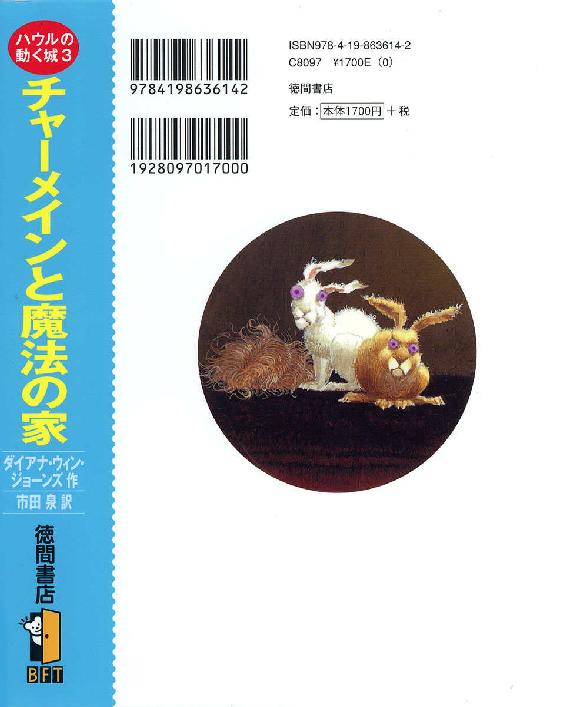 ハウルの
動く城3
チャーメインと魔法の家
ダイアナ・ウィン・
ジョーンズ 作
市田 泉 訳
徳間書店
BFT
9784198636142
1928097017000
ISBN978-4-19-863614-2
C8097 ¥1700E (0)
徳間書店
定価：本体1700円＋税